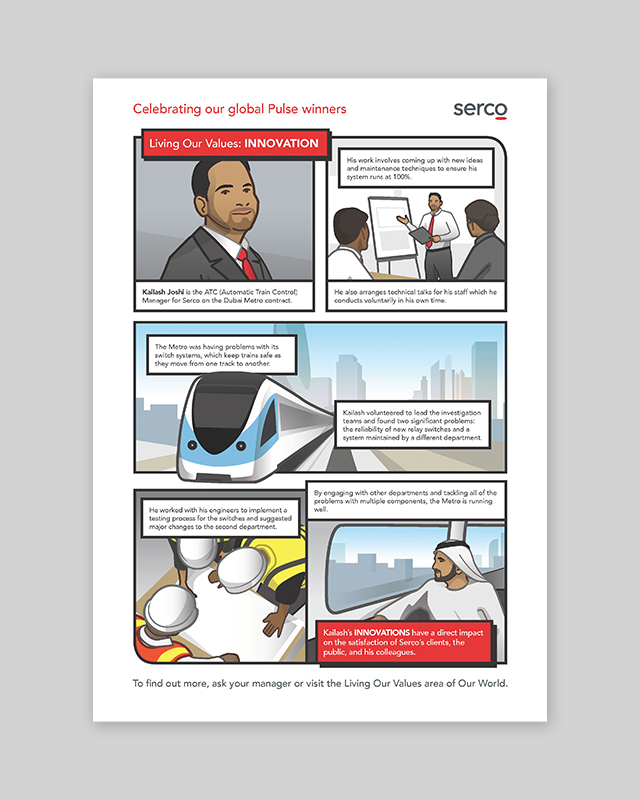 Celebrating our global Pulse winners
serco
Living Our Values: INNOVATION
His work involves coming up with new ideas
and maintenance techniques to ensure his
system runs at 100%.
Kailash Joshi is the ATC (Automatic Train Control)
Manager for Serco on the Dubai Metro contract.
He also arranges technical talks for his staff which he
conducts voluntarily in his own time.
The Metro was having problems with its
switch systems, which keep trains safe as
they move from one track to another.
Kailash volunteered to lead the investigation
teams and found two significant problems:
the reliability of new relay switches and a
system maintained by a different department.
He worked with his engineers to implement a
testing process for the switches and suggested
major changes to the second department.
By engaging with other departments and tackling all of the
problems with multiple components, the Metro is running
well.
Kailash's INNOVATIONS have a direct impact
on the satisfaction of Serco's clients, the
public, and his colleagues.
To find out more, ask your manager or visit the Living Our Values area of Our World.